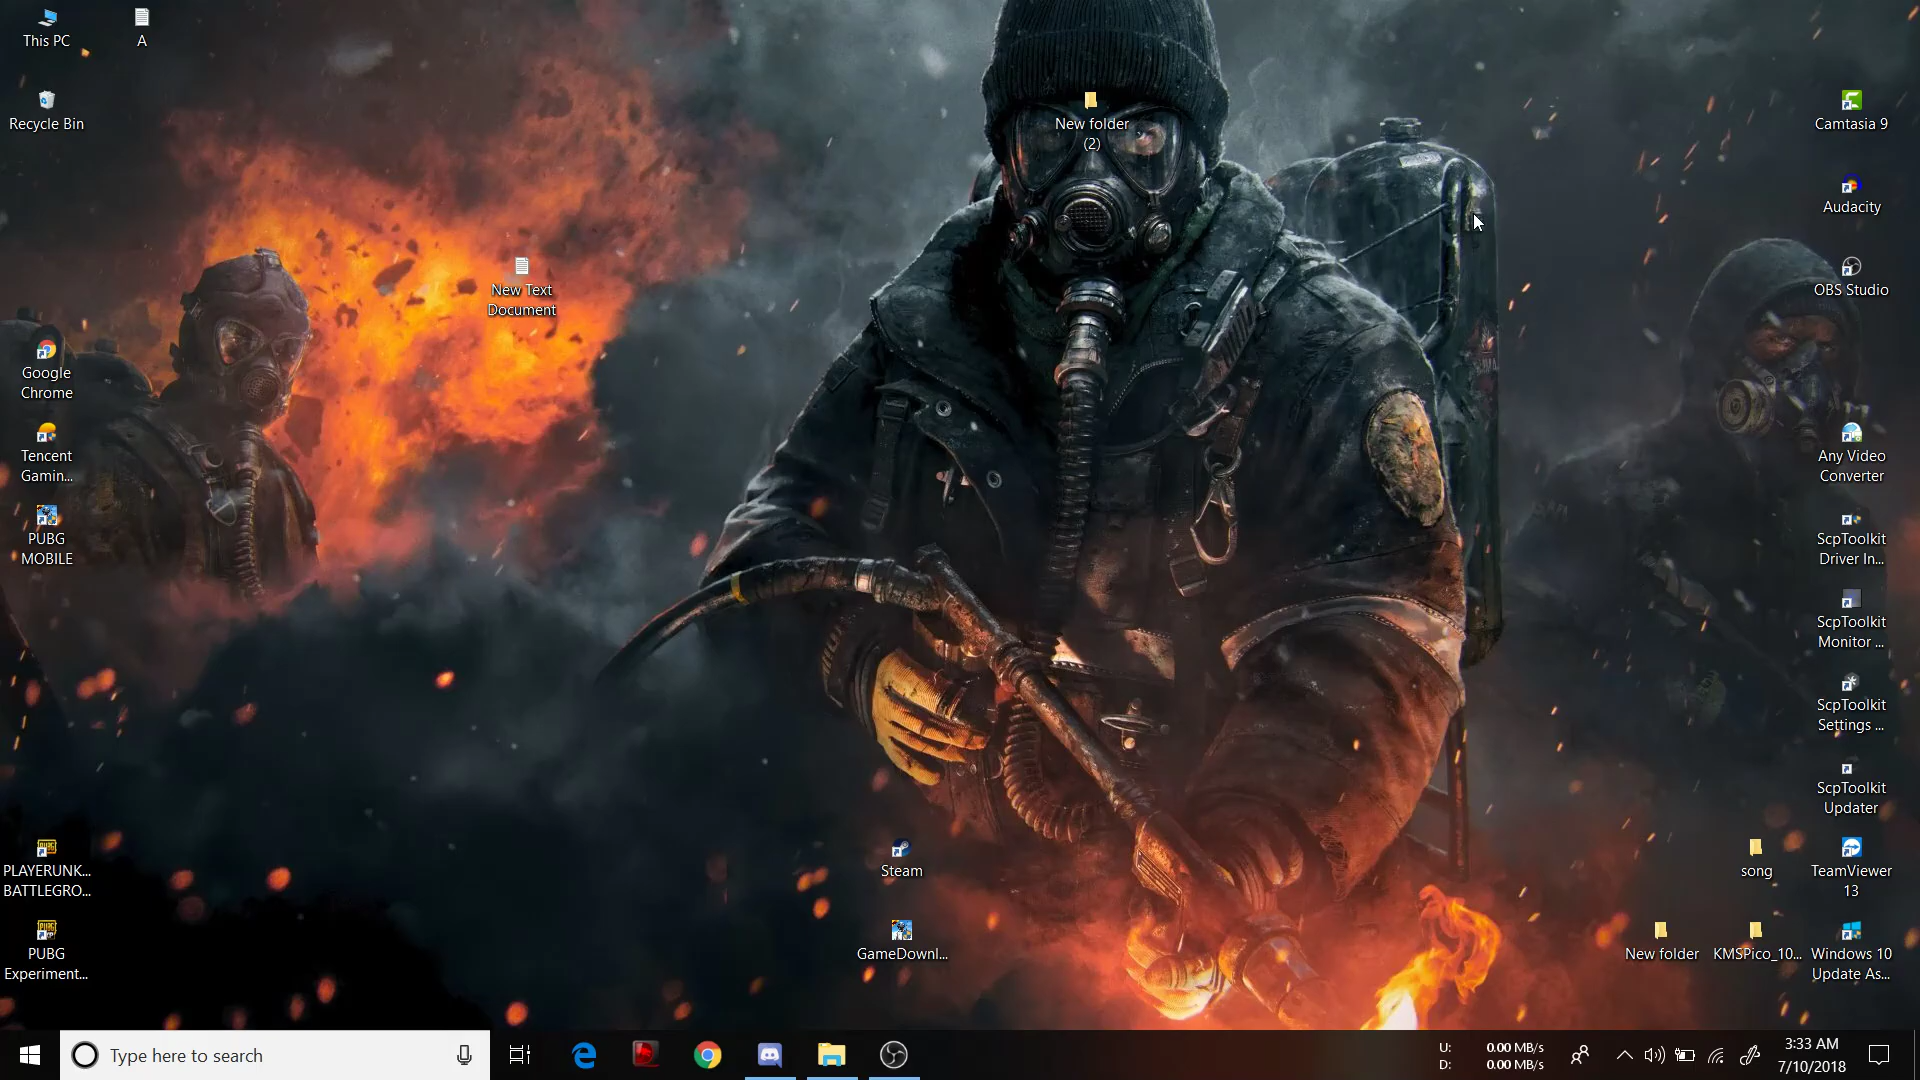 This PC
A
Recycle Bin
New folder
(2)
Camtasia 9
Audacity
New Text
Document
OBS Studio
Google
Chrome
Tencent
Gamin...
Any Video
Converter
PUBG
MOBILE
ScpToolkit
Driver In...
ScpToolkit
Monitor ...
ScpToolkit
Settings ...
ScpToolkit
Updater
PLAYERUNK...
BATTLEGRO...
Steam
song
TeamViewer
13
PUBG
Experiment...
GameDownl...
New folder
KMSPico_10...
Windows 10
Update As...
Type here to search
U: 0.00 MB/s
D: 0.00 MB/s
3:33 AM
7/10/2018